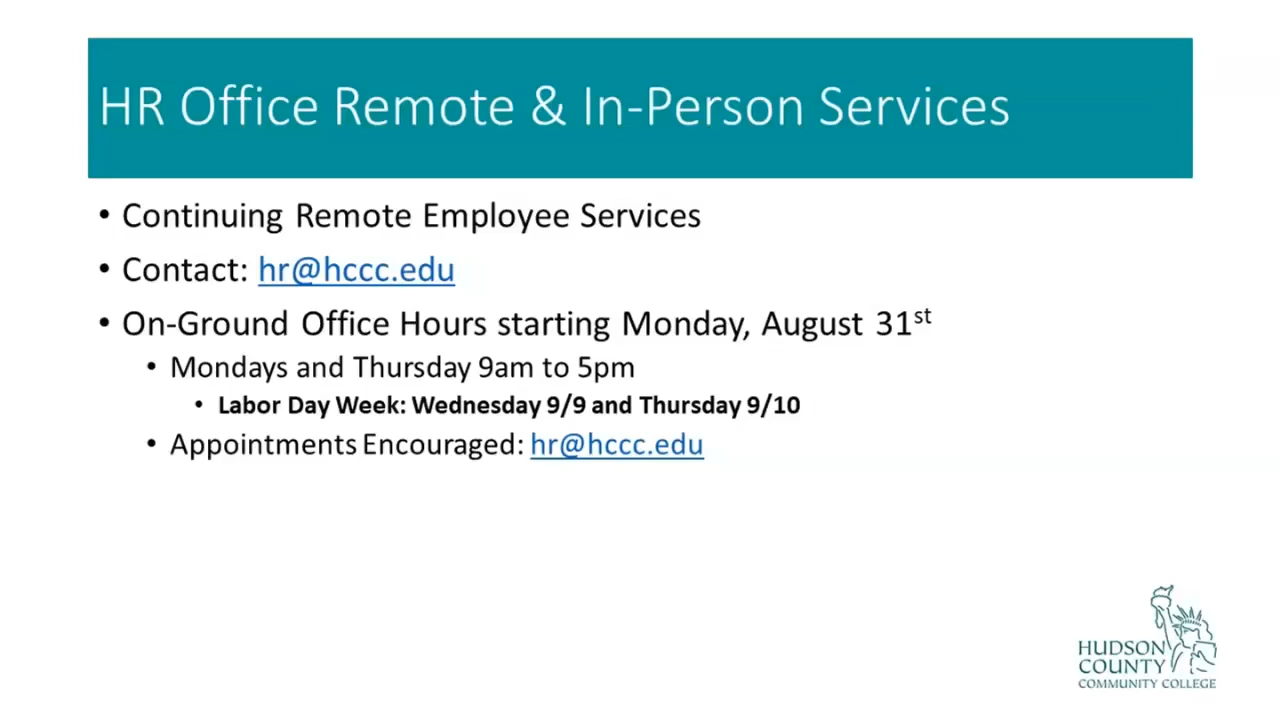 HR Office Remote & In-Person Services
• Continuing Remote Employee Services
• Contact: hr@hccc.edu
• On-Ground Office Hours starting Monday, August 31st
• Mondays and Thursday 9am to 5pm
• Labor Day Week: Wednesday 9/9 and Thursday 9/10
• Appointments Encouraged: hr@hccc.edu
HUDSON
COUNTY
COMMUNITY COLLEGE